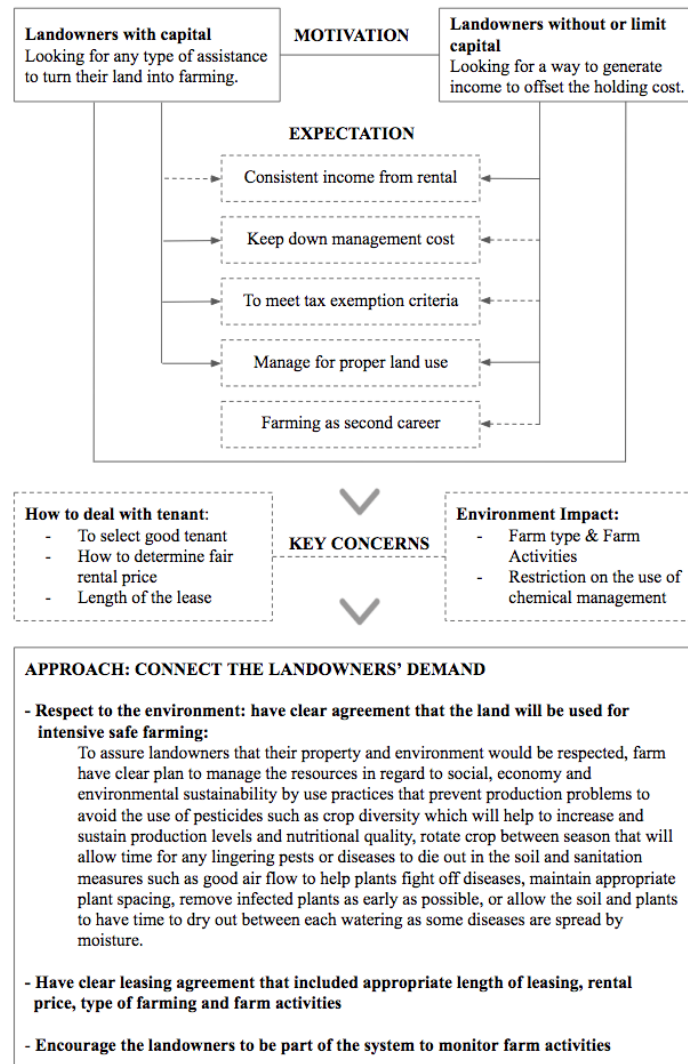 Landowners with capital
Looking for any type of assistance
to turn their land into farming.
MOTIVATION
Landowners without or limit
capital
Looking for a way to generate
income to offset the holding cost.
EXPECTATION
Consistent income from rental
Keep down management cost
To meet tax exemption criteria
Manage for proper land use
Farming as second career
How to deal with tenant:
- To select good tenant
- How to determine fair
rental price
- Length of the lease
KEY CONCERNS
Environment Impact:
- Farm type & Farm
Activities
- Restriction on the use of
chemical management
APPROACH: CONNECT THE LANDOWNERS’ DEMAND
- Respect to the environment: have clear agreement that the land will be used for
intensive safe farming:
To assure landowners that their property and environment would be respected, farm
have clear plan to manage the resources in regard to social, economy and
environmental sustainability by use practices that prevent production problems to
avoid the use of pesticides such as crop diversity which will help to increase and
sustain production levels and nutritional quality, rotate crop between season that will
allow time for any lingering pests or diseases to die out in the soil and sanitation
measures such as good air flow to help plants fight off diseases, maintain appropriate
plant spacing, remove infected plants as early as possible, or allow the soil and plants
to have time to dry out between each watering as some diseases are spread by
moisture.
- Have clear leasing agreement that included appropriate length of leasing, rental
price, type of farming and farm activities
- Encourage the landowners to be part of the system to monitor farm activities